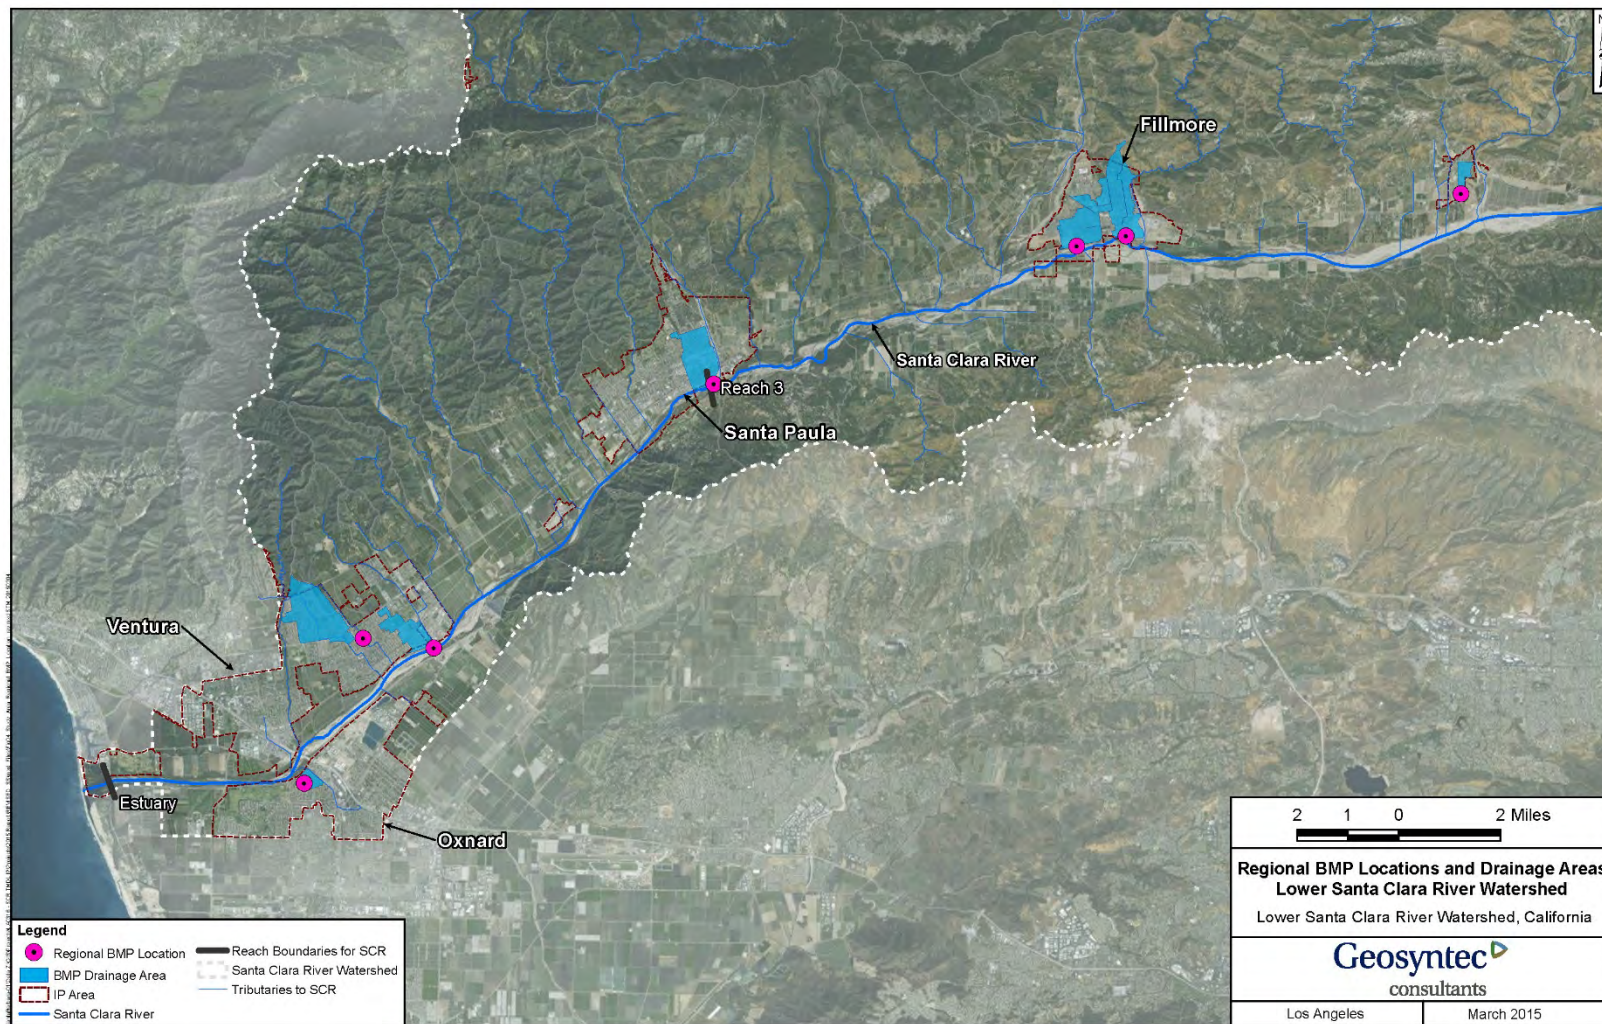 N
Fillmore
Santa Clara River
Reach 3
Santa Paula
Ventura
Estuary
Oxnard
2 1 0 2 Miles
Regional BMP Locations and Drainage Areas
Lower Santa Clara River Watershed
Lower Santa Clara River Watershed, California
Geosyntec
consultants
Los Angeles March 2015
Legend
Regional BMP Location
BMP Drainage Area
IP Area
Santa Clara River
Reach Boundaries for SCR
Santa Clara River Watershed
Tributaries to SCR